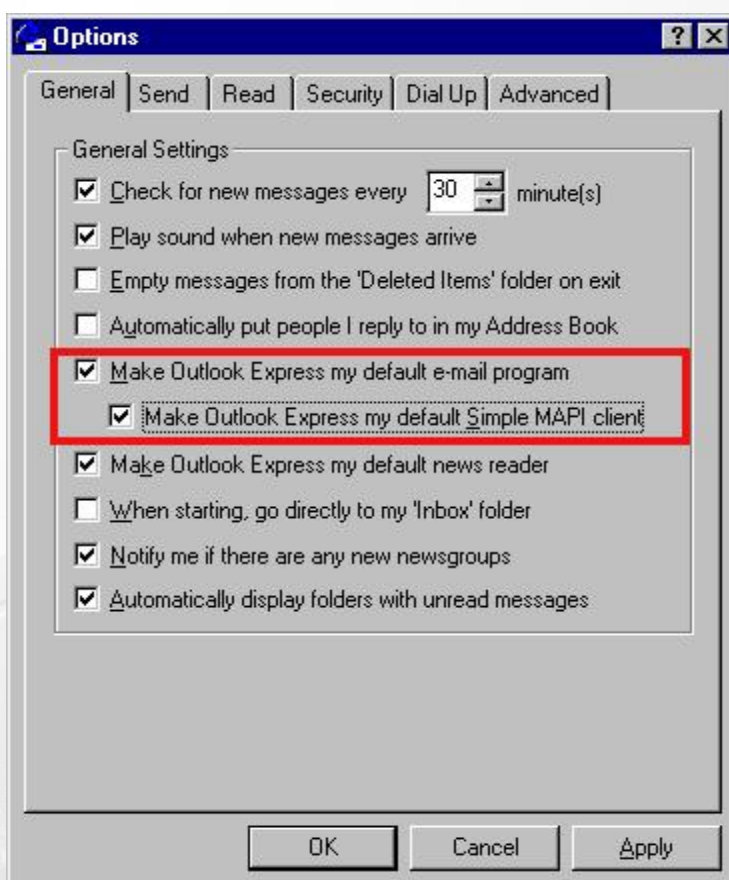 Options
General Send Read Security Dial Up Advanced
General Settings
Check for new messages every 30 minute(s)
Play sound when new messages arrive
Empty messages from the 'Deleted Items' folder on exit
Automatically put people I reply to in my Address Book
Make Outlook Express my default e-mail program
Make Outlook Express my default Simple MAPI client
Make Outlook Express my default news reader
When starting, go directly to my 'Inbox' folder
Notify me if there are any new newsgroups
Automatically display folders with unread messages
OK Cancel Apply